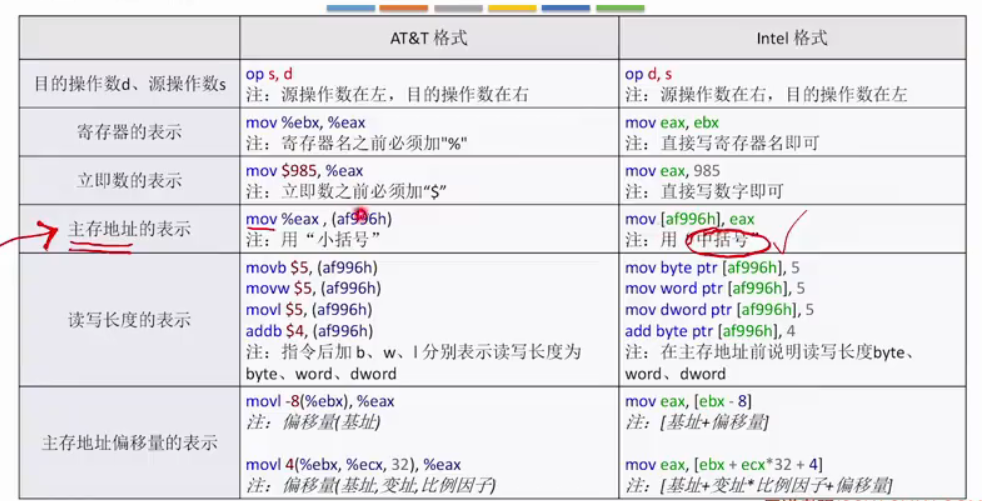 AT&T 格式
Intel 格式
目的操作数d、源操作数s
op s, d
注：源操作数在左，目的操作数在右
op d, s
注：源操作数在右，目的操作数在左
寄存器的表示
mov %ebx, %eax
注：寄存器名之前必须加"%"
mov eax, ebx
注：直接写寄存器名即可
立即数的表示
mov $985, %eax
注：立即数之前必须加“$”
mov eax, 985
注：直接写数字即可
主存地址的表示
mov %eax , (af996h)
注：用“小括号”
mov [af996h], eax
注：用“中括号”
读写长度的表示
movb $5, (af996h)
movw $5, (af996h)
movl $5, (af996h)
addb $4, (af996h)
注：指令后加 b、w、l 分别表示读写长度为
byte、word、dword
mov byte ptr [af996h], 5
mov word ptr [af996h], 5
mov dword ptr [af996h], 5
add byte ptr [af996h], 4
注：在主存地址前说明读写长度byte、
word、dword
主存地址偏移量的表示
movl -8(%ebx), %eax
注：偏移量(基址)
movl 4(%ebx, %ecx, 32), %eax
注：偏移量(基址,变址,比例因子)
mov eax, [ebx - 8]
注：[基址+偏移量]
mov eax, [ebx + ecx*32 + 4]
注：[基址+变址*比例因子+偏移量]